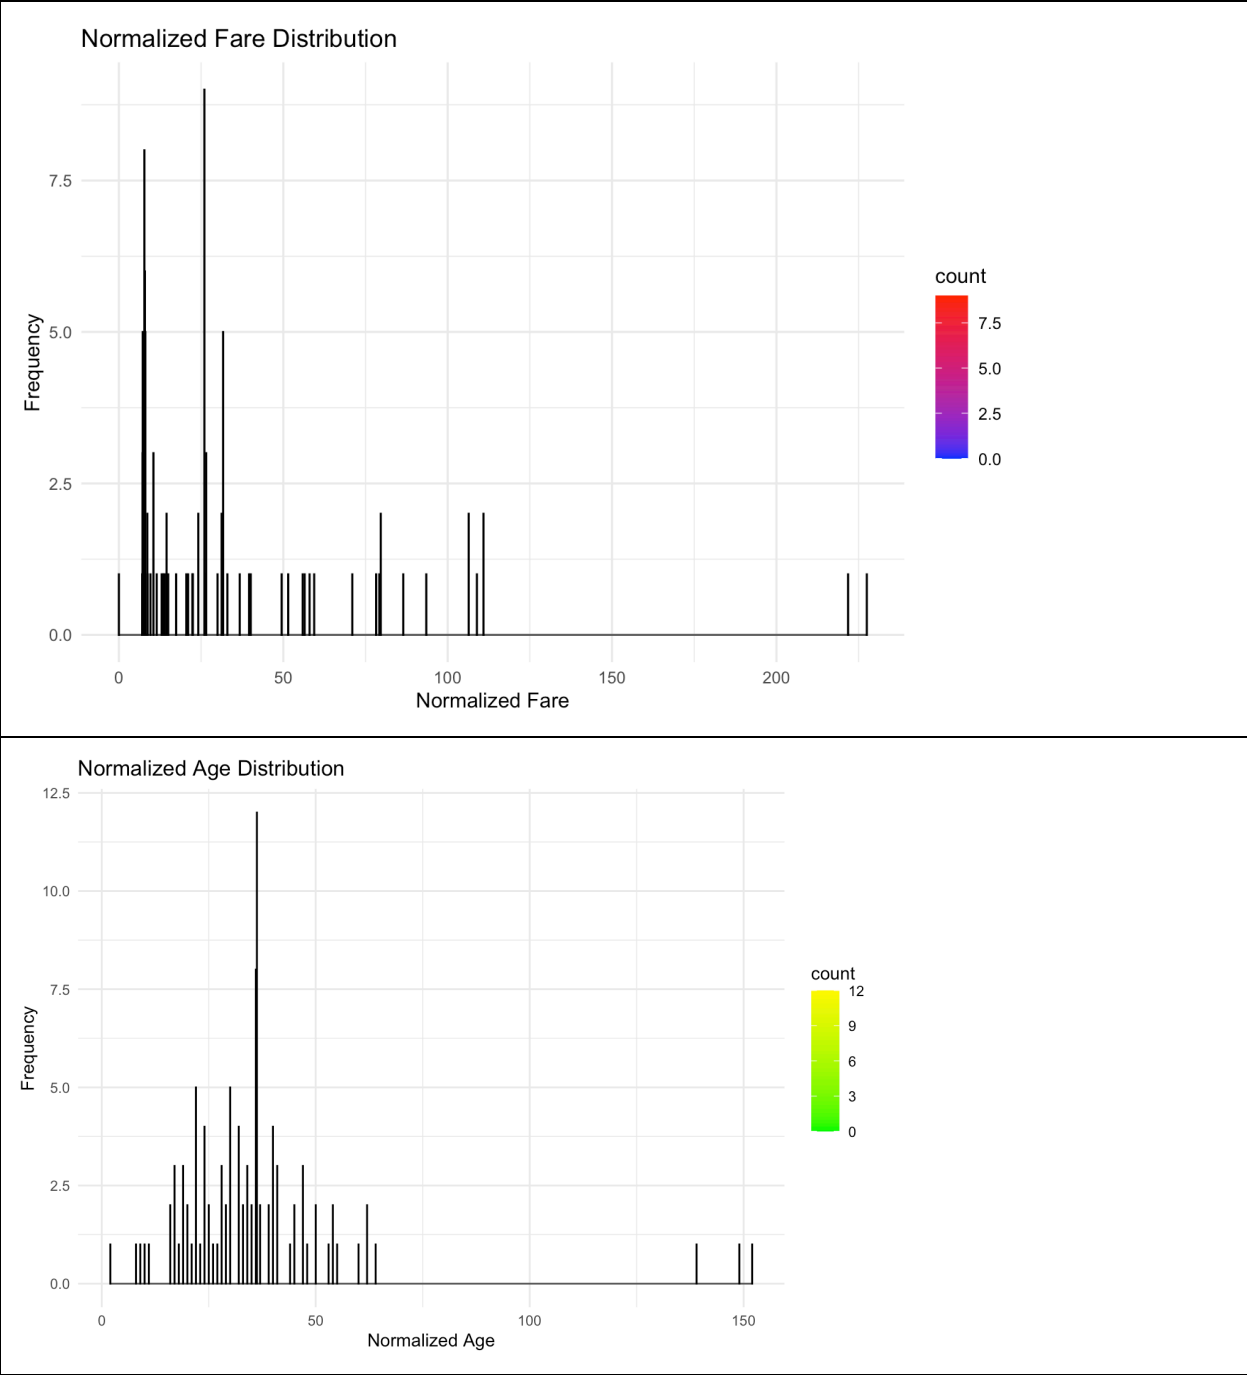 Normalized Fare Distribution
7.5
5.0
2.5
0.0
Frequency
0 50 100 150 200
Normalized Fare
count
7.5
5.0
2.5
0.0
Normalized Age Distribution
12.5
10.0
7.5
5.0
2.5
0.0
Frequency
0 50 100 150
Normalized Age
count
12
9
6
3
0